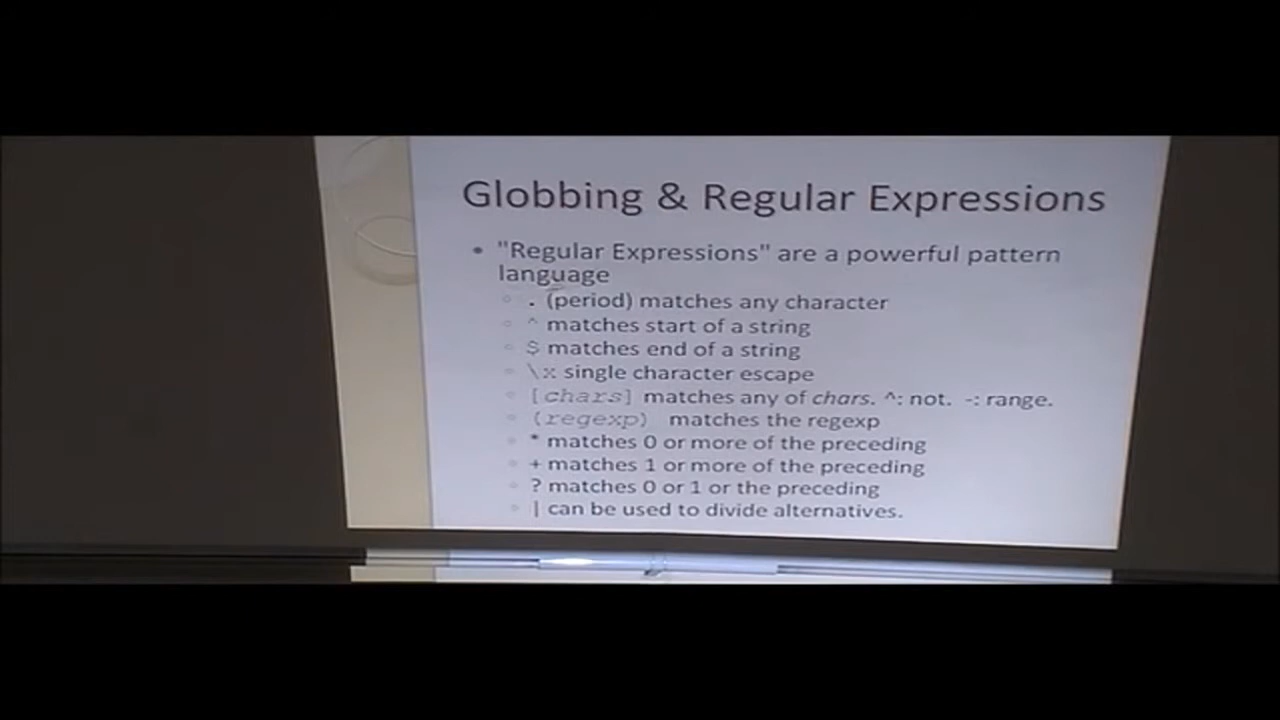 Globbing & Regular Expressions
• "Regular Expressions" are a powerful pattern
language
◦ . (period) matches any character
◦ ^ matches start of a string
◦ $ matches end of a string
◦ \x single character escape
◦ [chars] matches any of chars. ^: not. -: range.
◦ (regexp) matches the regexp
◦ * matches 0 or more of the preceding
◦ + matches 1 or more of the preceding
◦ ? matches 0 or 1 or the preceding
◦ | can be used to divide alternatives.